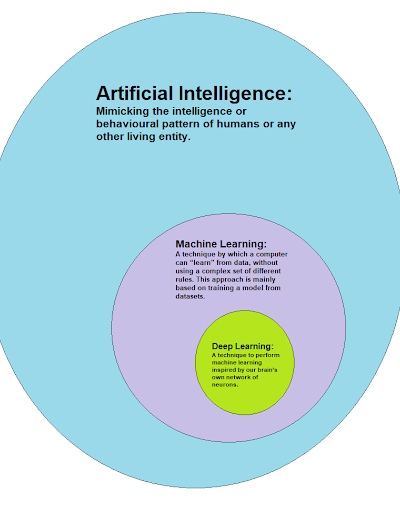 Artificial Intelligence:
Mimicking the intelligence or
behavioural pattern of humans or any
other living entity.
Machine Learning:
A technique by which a computer
can "learn" from data, without
using a complex set of different
rules. This approach is mainly
based on training a model from
datasets.
Deep Learning:
A technique to perform
machine learning
inspired by our brain's
own network of
neurons.